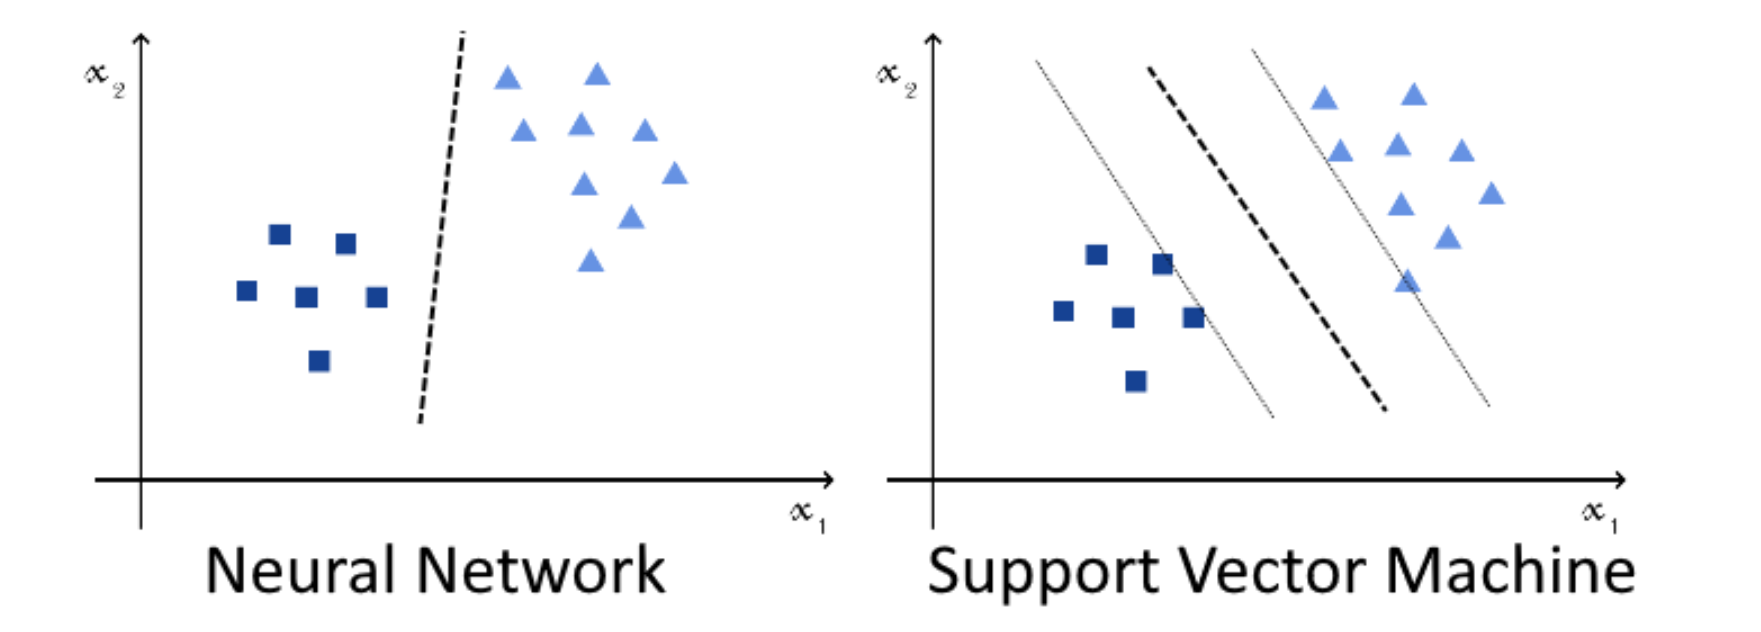 x₂
x₁
Neural Network
x₂
x₁
Support Vector Machine